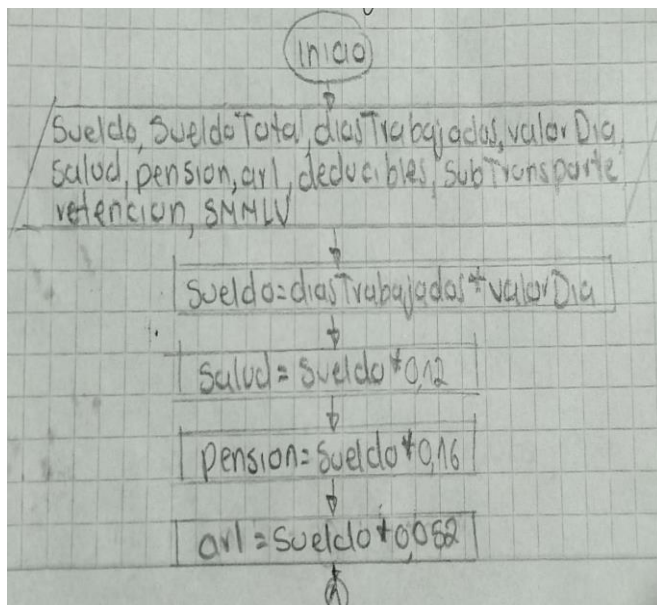 Inicio
Sueldo, SueldoTotal, diasTrabajados, valorDia,
salud, pension, arl, deducibles, subTransporte
retencion, SMMLV
sueldo=diasTrabajados*valorDia
salud=sueldo*0,12
pension=sueldo*0,16
arl=sueldo*0,052
A